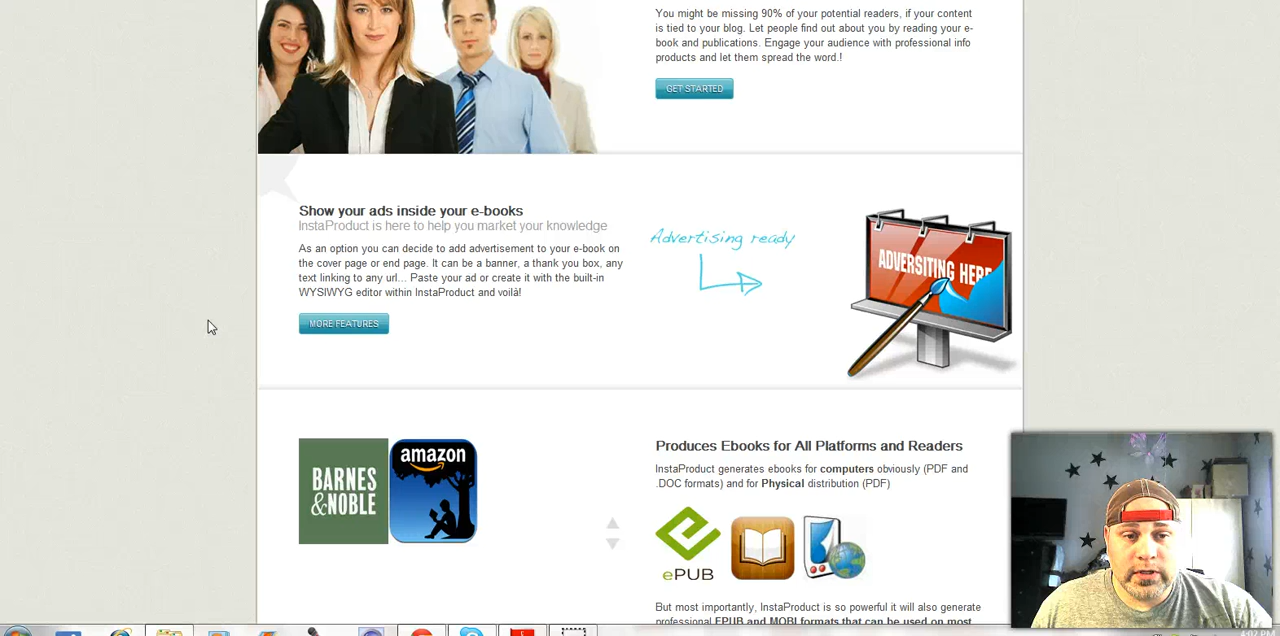 You might be missing 90% of your potential readers, if your content
is tied to your blog. Let people find out about you by reading your e-
book and publications. Engage your audience with professional info
products and let them spread the word.!
GET STARTED
Show your ads inside your e-books
InstaProduct is here to help you market your knowledge
As an option you can decide to add advertisement to your e-book on
the cover page or end page. It can be a banner, a thank you box, any
text linking to any url... Paste your ad or create it with the built-in
WYSIWYG editor within InstaProduct and voilà!
MORE FEATURES
Advertising ready
ADVERSITING HERE
BARNES
&NOBLE
amazon
Produces Ebooks for All Platforms and Readers
InstaProduct generates ebooks for computers obviously (PDF and
.DOC formats) and for Physical distribution (PDF)
ePUB
But most importantly, InstaProduct is so powerful it will also generate
professional EPUB and MOBI formats that can be used on most